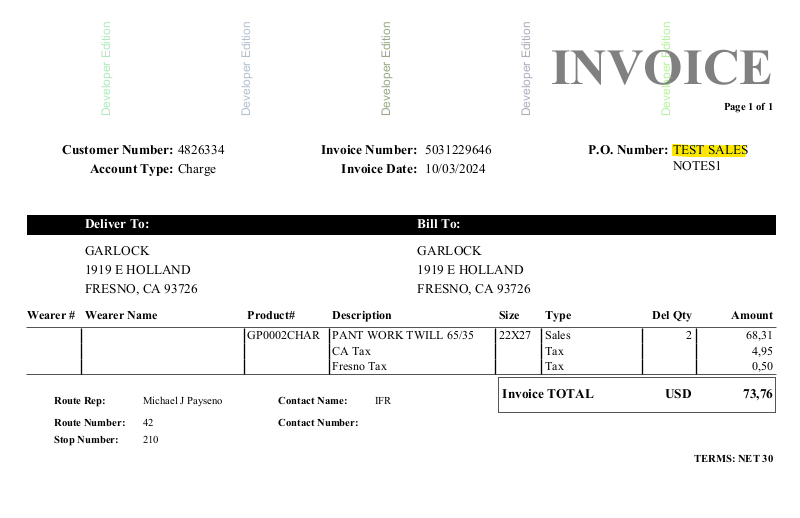 Developer Edition Developer Edition Developer Edition Developer Edition Developer Edition
INVOICE
Page 1 of 1
Customer Number: 4826334 Invoice Number: 5031229646 P.O. Number: TEST SALES
NOTES1
Account Type: Charge Invoice Date: 10/03/2024
Deliver To: Bill To:
GARLOCK GARLOCK
1919 E HOLLAND 1919 E HOLLAND
FRESNO, CA 93726 FRESNO, CA 93726
Wearer # Wearer Name Product# Description Size Type Del Qty Amount
GP0002CHAR PANT WORK TWILL 65/35 22X27 Sales 2 68,31
CA Tax Tax 4,95
Fresno Tax Tax 0,50
Invoice TOTAL USD 73,76
Route Rep: Michael J Payseno Contact Name: IFR
Route Number: 42 Contact Number:
Stop Number: 210
TERMS: NET 30